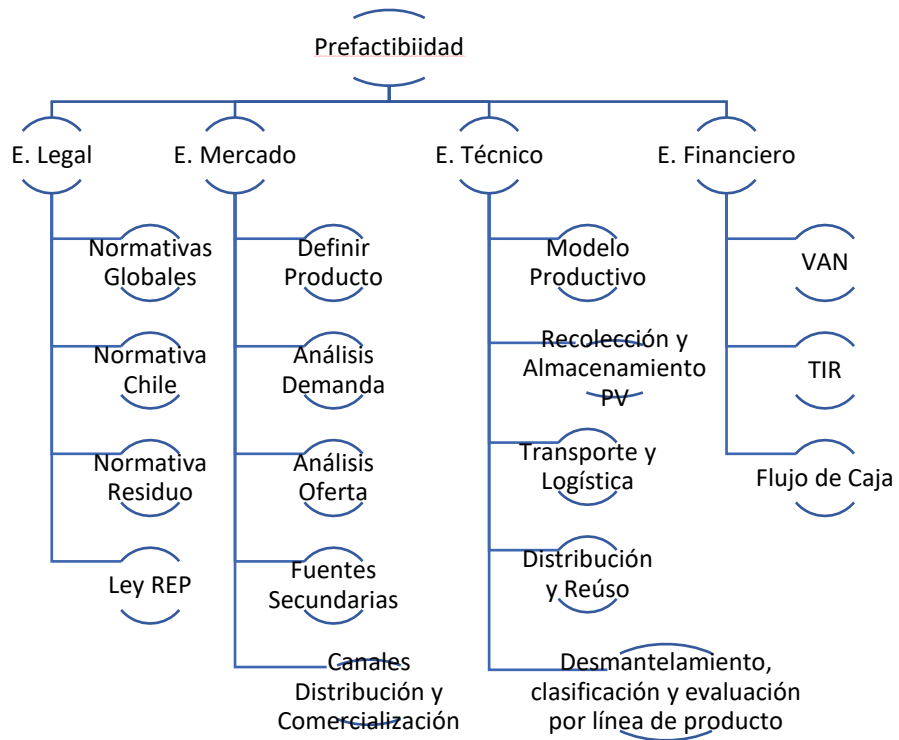 Prefactibiidad
E. Legal
E. Mercado
E. Técnico
E. Financiero
Normativas
Globales
Normativa
Chile
Normativa
Residuo
Ley REP
Definir
Producto
Análisis
Demanda
Análisis
Oferta
Fuentes
Secundarias
Canales
Distribución y
Comercialización
Modelo
Productivo
Recolección y
Almacenamiento
PV
Transporte y
Logística
Distribución
y Reúso
Desmantelamiento,
clasificación y evaluación
por línea de producto
VAN
TIR
Flujo de Caja